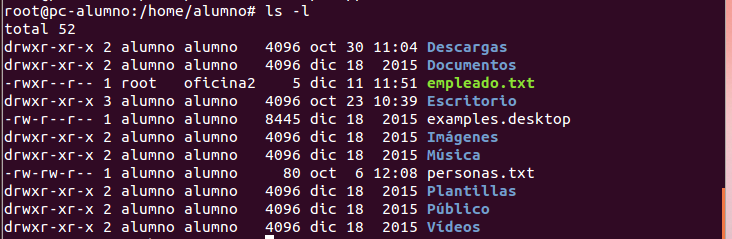 root@pc-alumno:/home/alumno# ls -l
total 52
drwxr-xr-x 2 alumno alumno   4096 oct 30 11:04 Descargas
drwxr-xr-x 2 alumno alumno   4096 dic 18  2015 Documentos
-rwxr--r-- 1 root   oficina2    5 dic 11 11:51 empleado.txt
drwxr-xr-x 3 alumno alumno   4096 oct 23 10:39 Escritorio
-rw-r--r-- 1 alumno alumno   8445 dic 18  2015 examples.desktop
drwxr-xr-x 2 alumno alumno   4096 dic 18  2015 Imágenes
drwxr-xr-x 2 alumno alumno   4096 dic 18  2015 Música
-rw-rw-r-- 1 alumno alumno     80 oct  6 12:08 personas.txt
drwxr-xr-x 2 alumno alumno   4096 dic 18  2015 Plantillas
drwxr-xr-x 2 alumno alumno   4096 dic 18  2015 Público
drwxr-xr-x 2 alumno alumno   4096 dic 18  2015 Vídeos